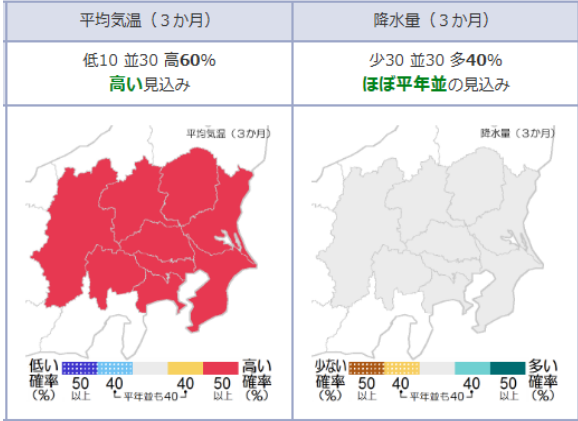 平均気温（３か月）
降水量（３か月）
低10 並30 高60%
高い見込み
少30 並30 多40%
ほぼ平年並の見込み
平均気温（3か月）
降水量（3か月）
低い
確率
(%)
50
以上
40
平年並も40
40
50
以上
高い
確率
(%)
少ない
確率
(%)
50
以上
40
平年並も40
40
50
以上
多い
確率
(%)